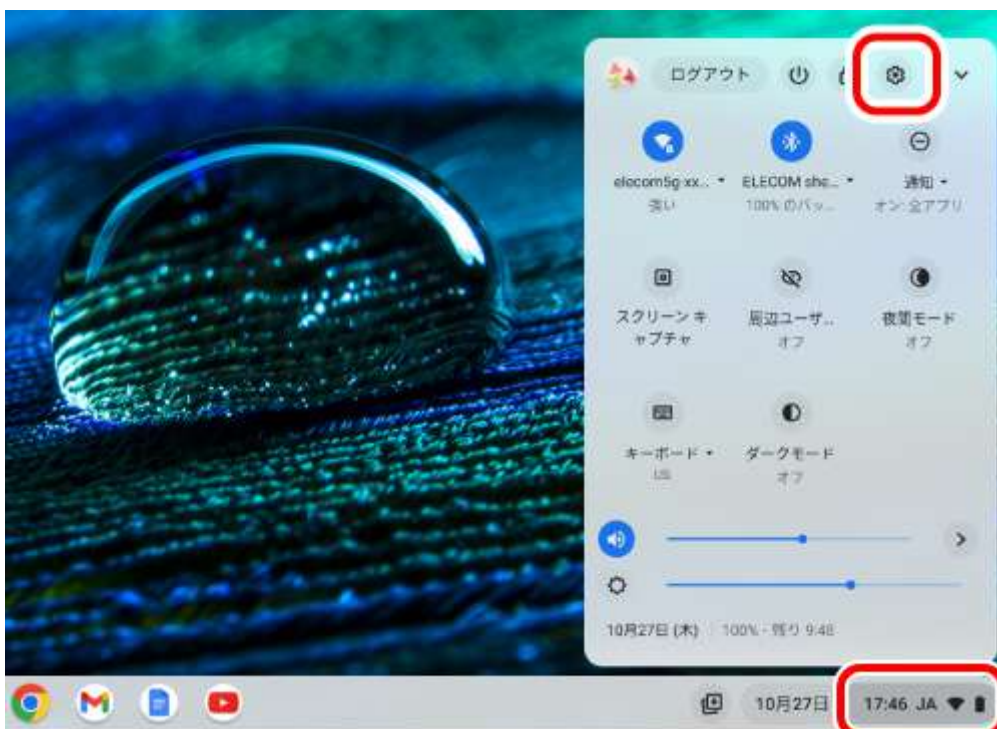 ログアウト
elecom5g-xx...
ELECOM she...
通知
強い
100% のバッ...
オン: 全アプリ
スクリーン キ
ャプチャ
周辺ユーザ...
オフ
夜間モード
オフ
キーボード
US
ダークモード
オフ
10月27日 (木)
100% - 残り 9:48
10月27日
17:46 JA